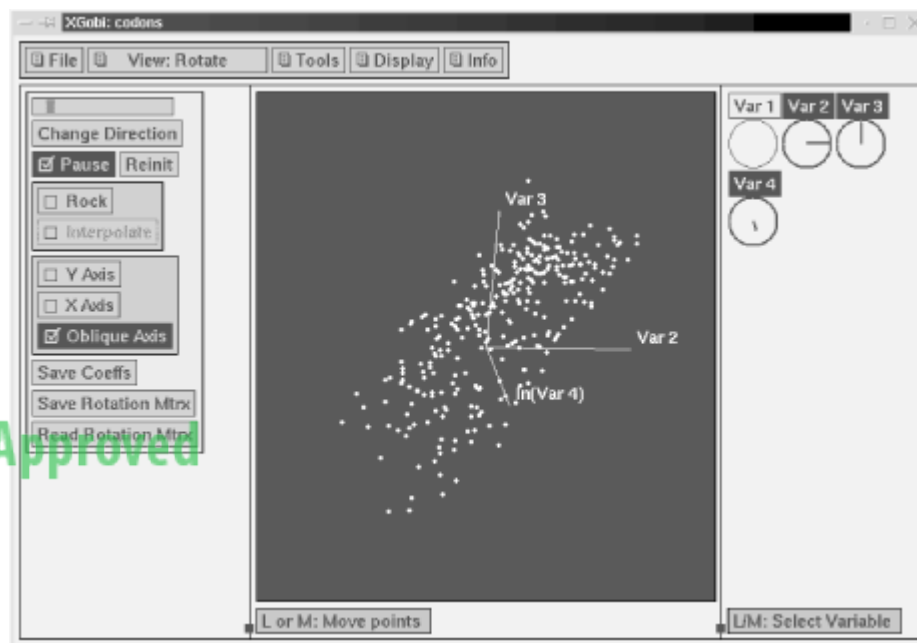 XGobi: codons
File View: Rotate Tools Display Info
Change Direction
Pause Reinit
Rock
Interpolate
Y Axis
X Axis
Oblique Axis
Save Coeffs
Save Rotation Mtrx
Read Rotation Mtrx
Approved
Var 3
Var 2
ln(Var 4)
Var 1 Var 2 Var 3
Var 4
L or M: Move points
L/M: Select Variable